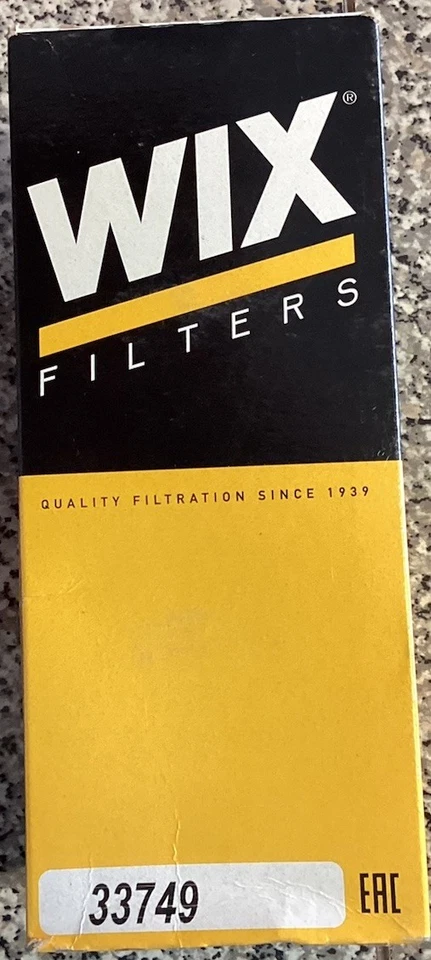 WIX®
FILTERS
QUALITY FILTRATION SINCE 1939
33749
EAC